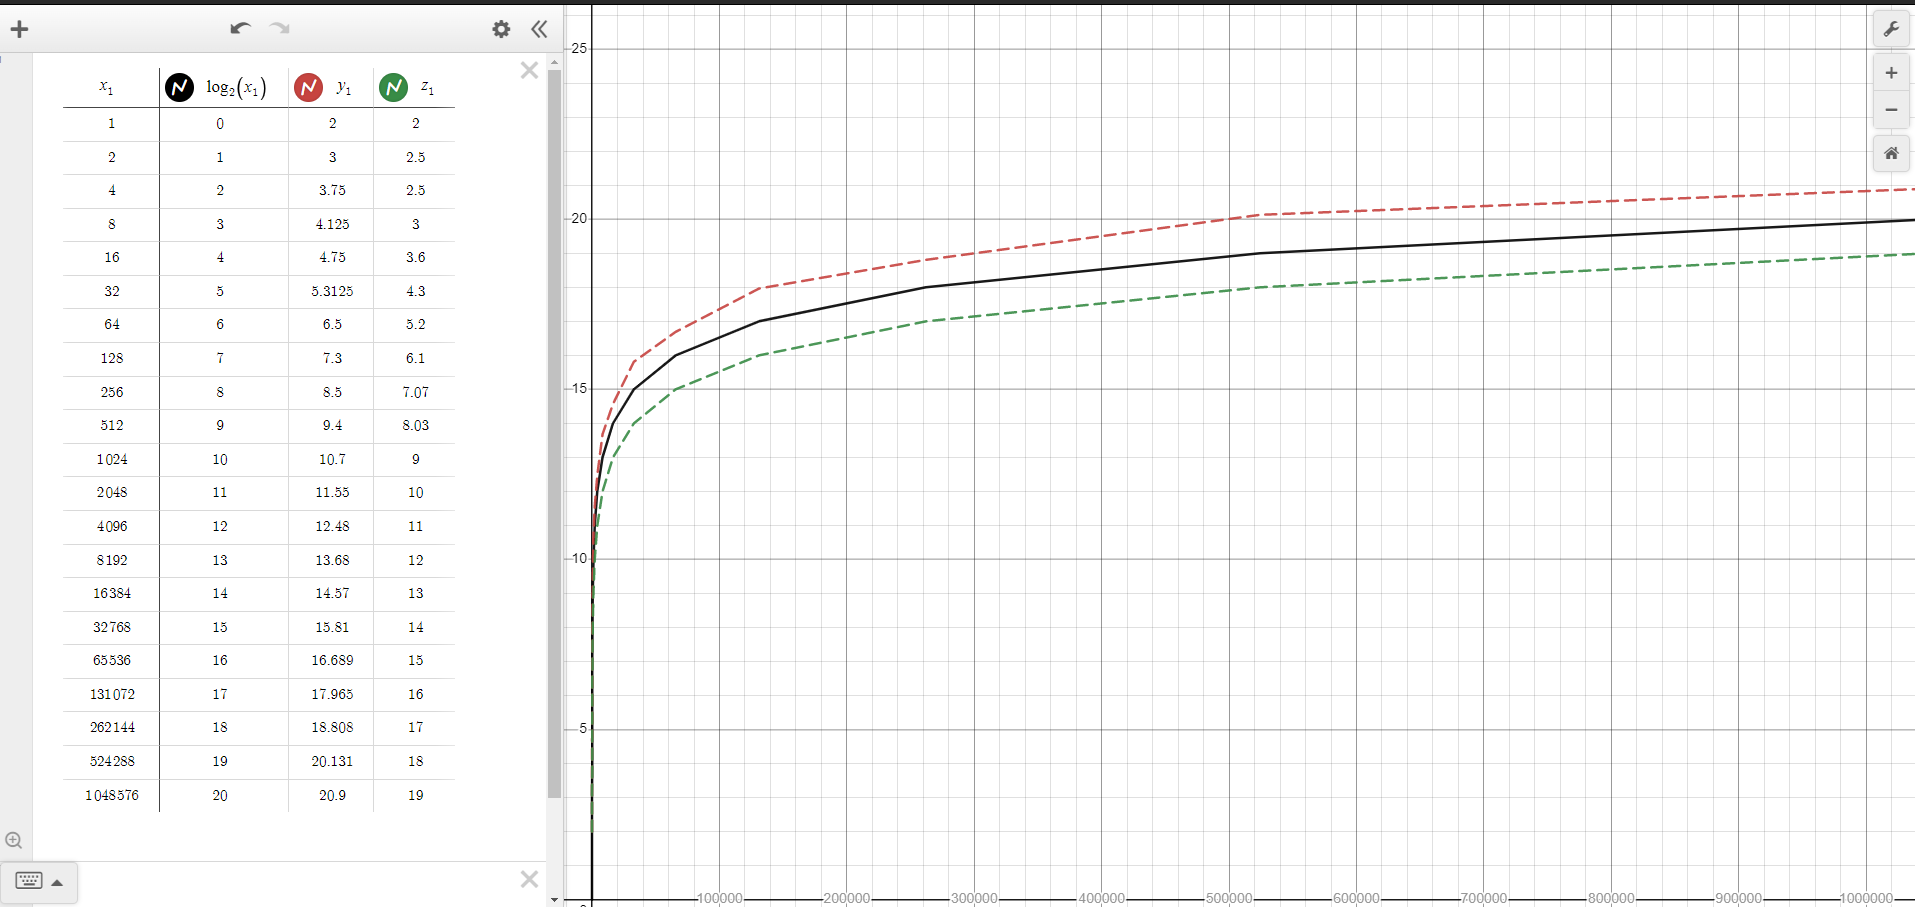 x₁ log₂(x₁) y₁ z₁
1 0 2 2
2 1 3 2.5
4 2 3.75 2.5
8 3 4.125 3
16 4 4.75 3.6
32 5 5.3125 4.3
64 6 6.5 5.2
128 7 7.3 6.1
256 8 8.5 7.07
512 9 9.4 8.03
1024 10 10.7 9
2048 11 11.55 10
4096 12 12.48 11
8192 13 13.68 12
16384 14 14.57 13
32768 15 15.81 14
65536 16 16.689 15
131072 17 17.965 16
262144 18 18.808 17
524288 19 20.131 18
1048576 20 20.9 19
25
20
15
10
5
100000 200000 300000 400000 500000 600000 700000 800000 900000 1000000